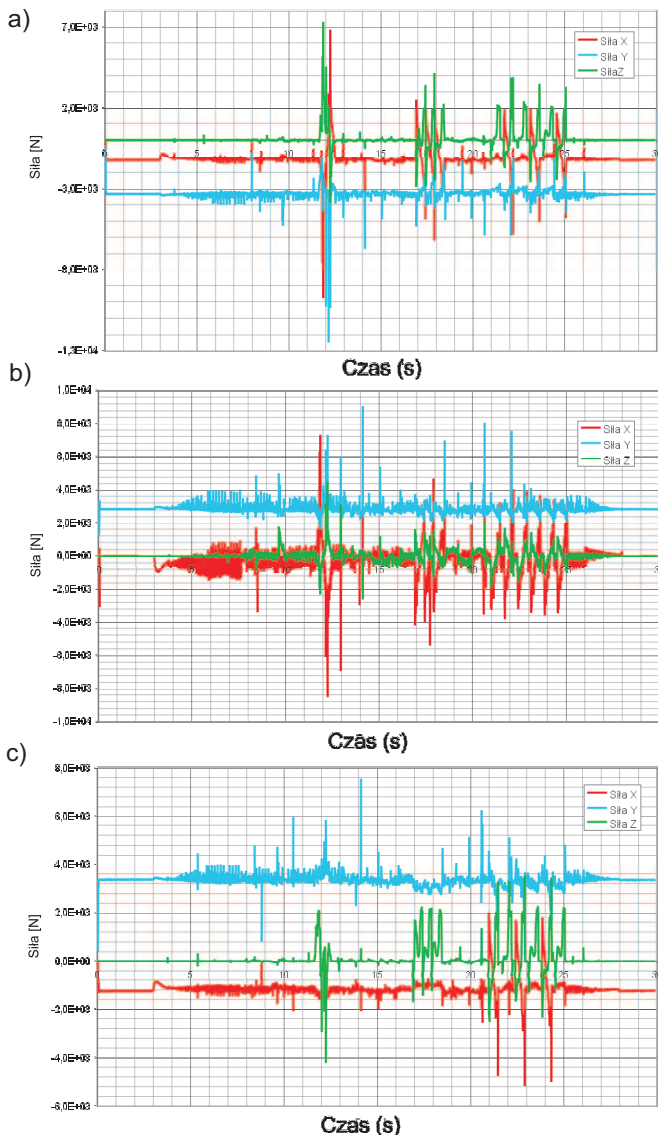 a)
7,0E+03
Siła X
Siła Y
SiłaZ
2,0E+03
Siła [N]
0 5 10 15 20 25 30
-3,0E+03
-8,0E+03
-1,3E+04
Czas (s)
b)
1,0E+04
8,0E+03
Siła X
Siła Y
Siła Z
6,0E+03
4,0E+03
2,0E+03
Siła [N]
0,0E+00
-2,0E+03
-4,0E+03
-6,0E+03
-8,0E+03
-1,0E+04
Czas (s)
c)
8,0E+03
Siła X
Siła Y
Siła Z
6,0E+03
4,0E+03
2,0E+03
Siła [N]
0,0E+00
0 5 10 15 20 25 30
-2,0E+03
-4,0E+03
-6,0E+03
Czas (s)